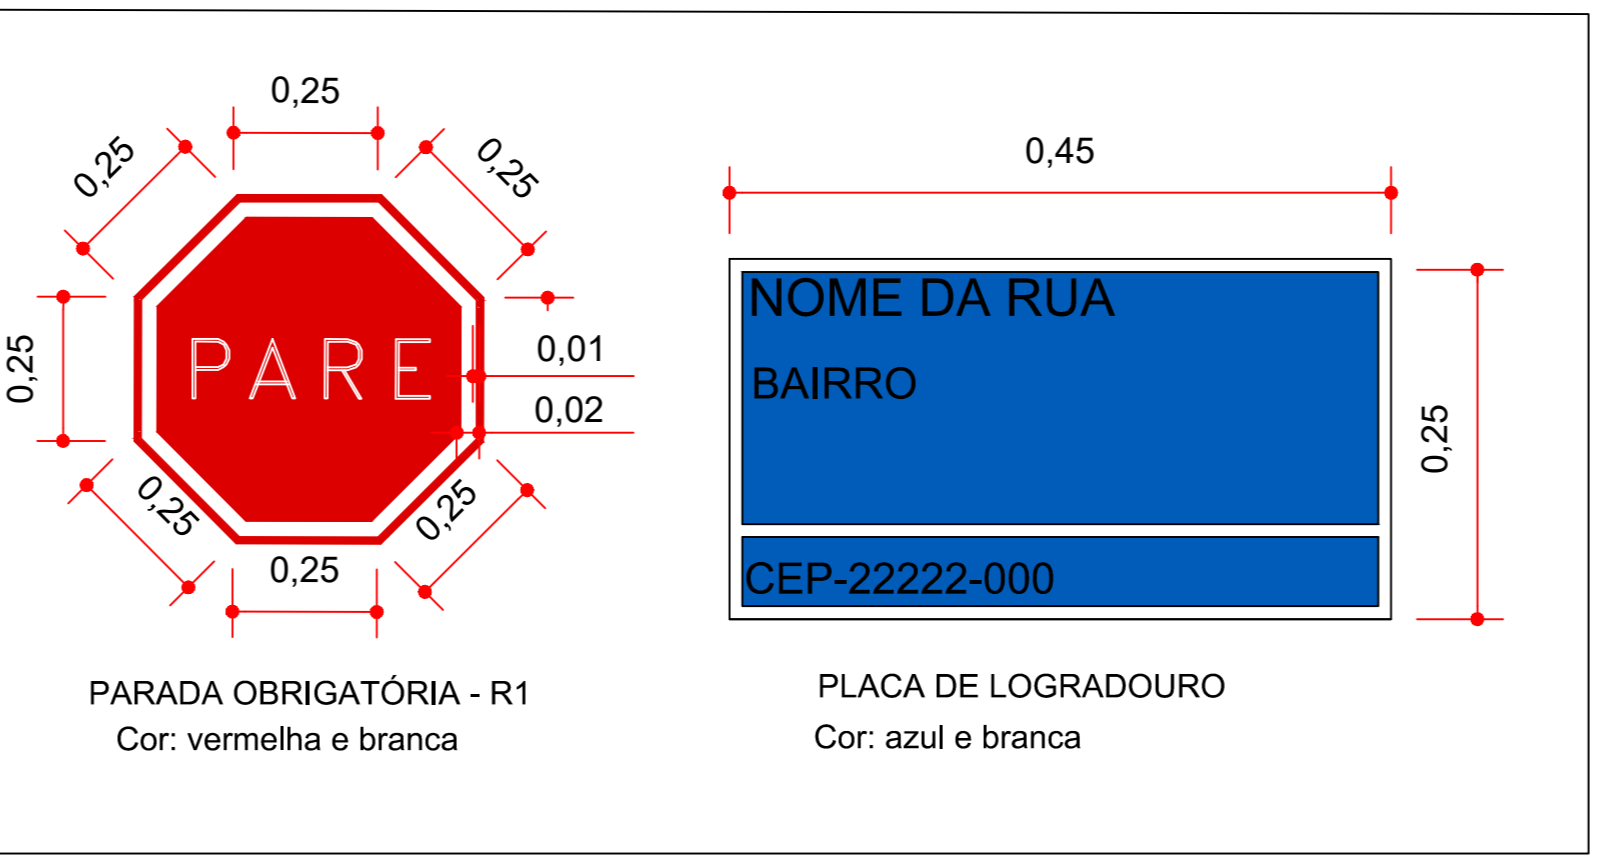 0,25
0,25
0,25
0,25
PARE
0,01
0,02
0,25
0,25
0,25
PARADA OBRIGATÓRIA - R1
Cor: vermelha e branca
0,45
NOME DA RUA
BAIRRO
0,25
CEP-22222-000
PLACA DE LOGRADOURO
Cor: azul e branca